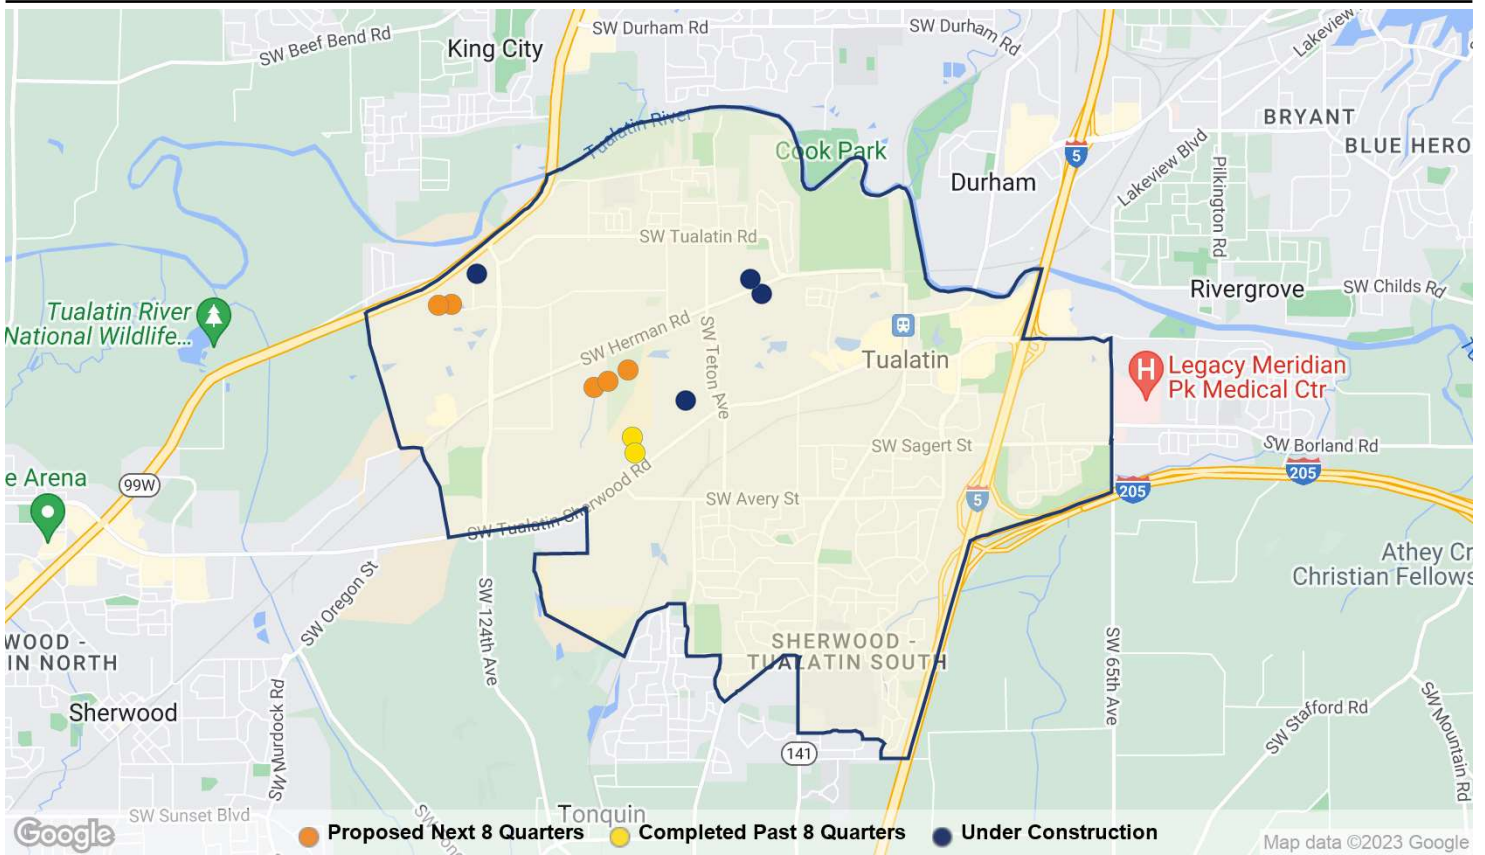 SW Durham Rd
SW Durham Rd
Lakeview
SW Beef Bend Rd
King City
BRYANT
Tualatin River
Cook Park
5
BLUE HERO
Lakeview Blvd
Pilkington Rd
Durham
SW Tualatin Rd
Rivergrove
SW Childs Rd
Tualatin River
National Wildlife...
SW Herman Rd
SW Teton Ave
Tualatin
H
Legacy Meridian
Pk Medical Ctr
SW Sagert St
SW Borland Rd
e Arena
99W
205
205
5
SW Avery St
SW Tualatin Sherwood Rd
Athey Cr
Christian Fellows
SW Oregon St
SW 124th Ave
WOOD -
IN NORTH
SHERWOOD -
TUALATIN SOUTH
SW 65th Ave
Sherwood
SW Murdock Rd
SW Stafford Rd
SW Mountain Rd
141
SW Sunset Blvd
Tonquin
Google
Proposed Next 8 Quarters
Completed Past 8 Quarters
Under Construction
Map data ©2023 Google